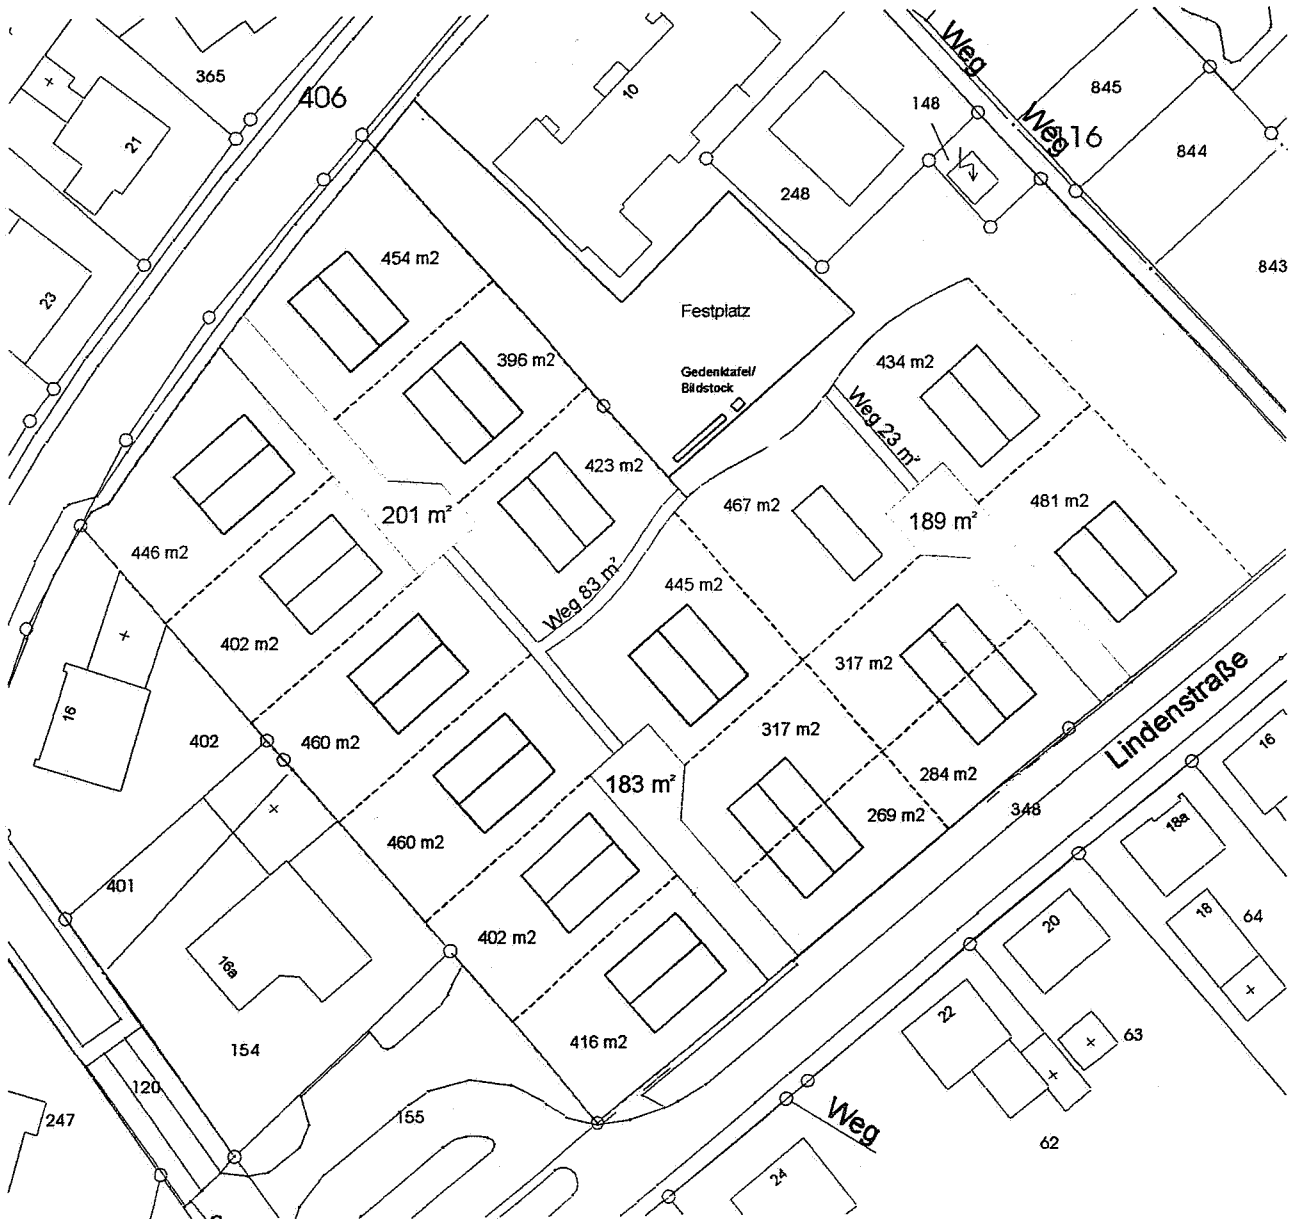 365
406
21
23
10
248
148
Weg
Weg
845
844
843
454 m2
396 m2
423 m2
Festplatz
Gedenktafel/
Bildstock
434 m2
Weg 23 m²
467 m2
189 m²
481 m2
201 m²
446 m2
402 m2
Weg 83 m²
445 m2
317 m2
317 m2
16
402
460 m2
183 m²
284 m2
269 m2
348
Lindenstraße
16
18a
18
64
20
460 m2
401
402 m2
16a
416 m2
154
120
247
155
22
63
62
Weg
24